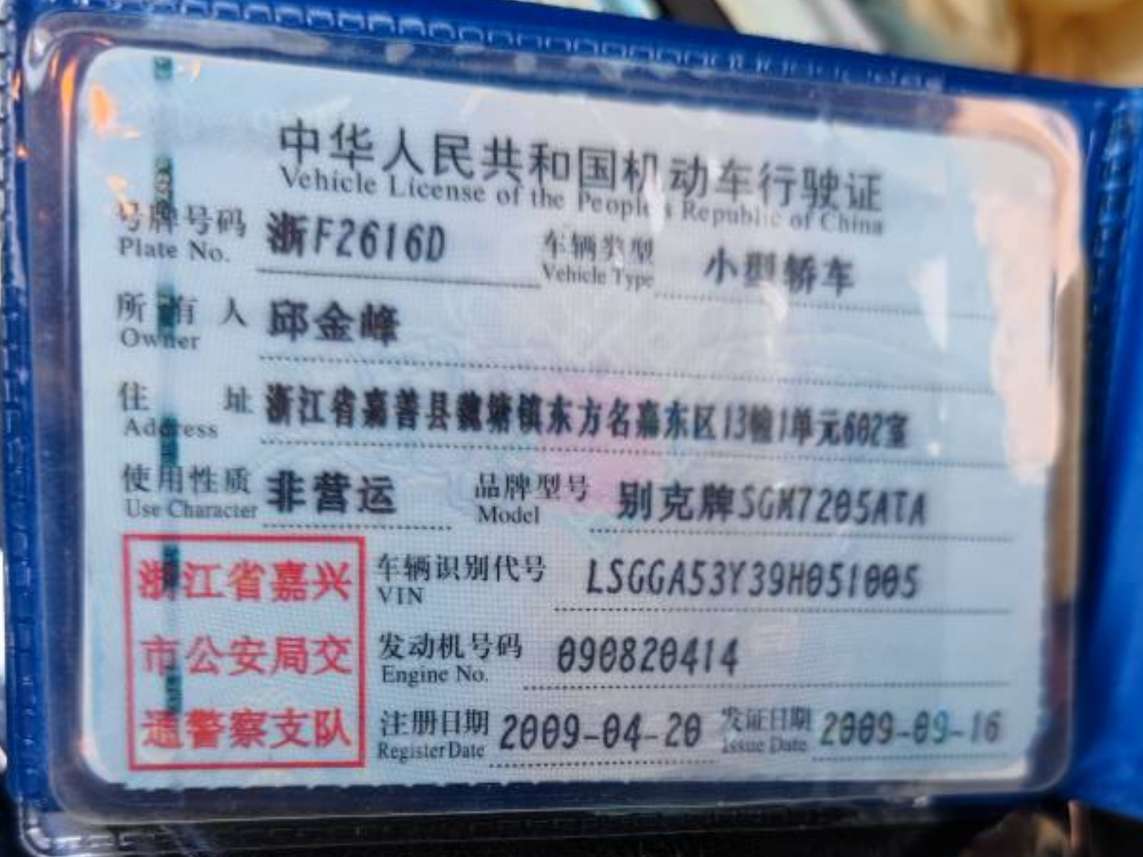 中华人民共和国机动车行驶证
Vehicle License of the People's Republic of China
号牌号码 浙F2616D 车辆类型 小型轿车
Plate No. Vehicle Type
所有人 邱金峰
Owner
住址 浙江省嘉善县魏塘镇东方名嘉东区13幢1单元602室
Address
使用性质 非营运 品牌型号 别克牌SGM7205ATA
Use Character Model
浙江省嘉兴
市公安局交
通警察支队
车辆识别代号 LSGGA53Y39H051005
VIN
发动机号码 090820414
Engine No.
注册日期 2009-04-20 发证日期 2009-09-16
Register Date Issue Date